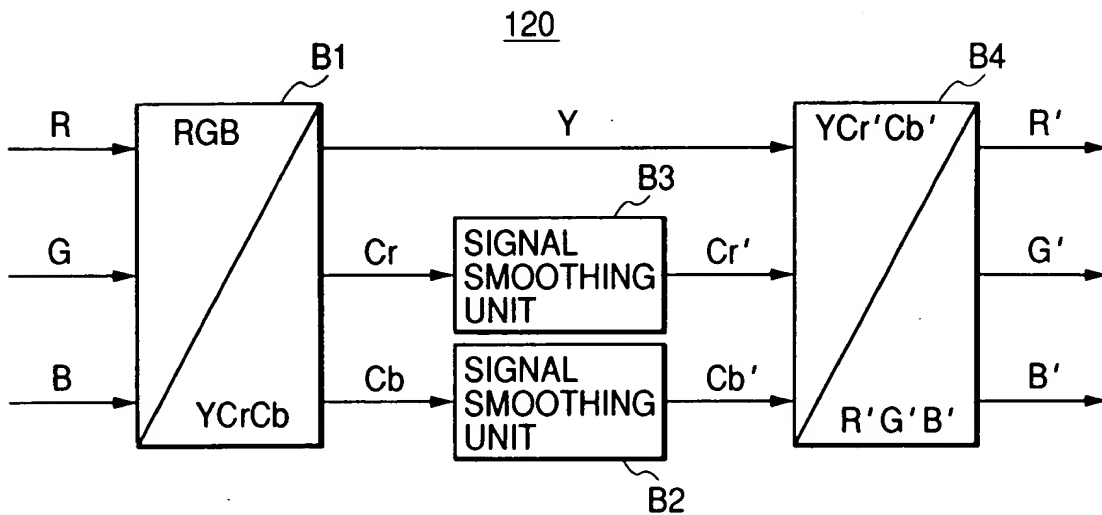 120
B1
B4
R
RGB
Y
YCr'Cb'
R'
B3
G
Cr
SIGNAL
SMOOTHING
UNIT
Cr'
G'
B
YCrCb
Cb
SIGNAL
SMOOTHING
UNIT
Cb'
R'G'B'
B'
B2